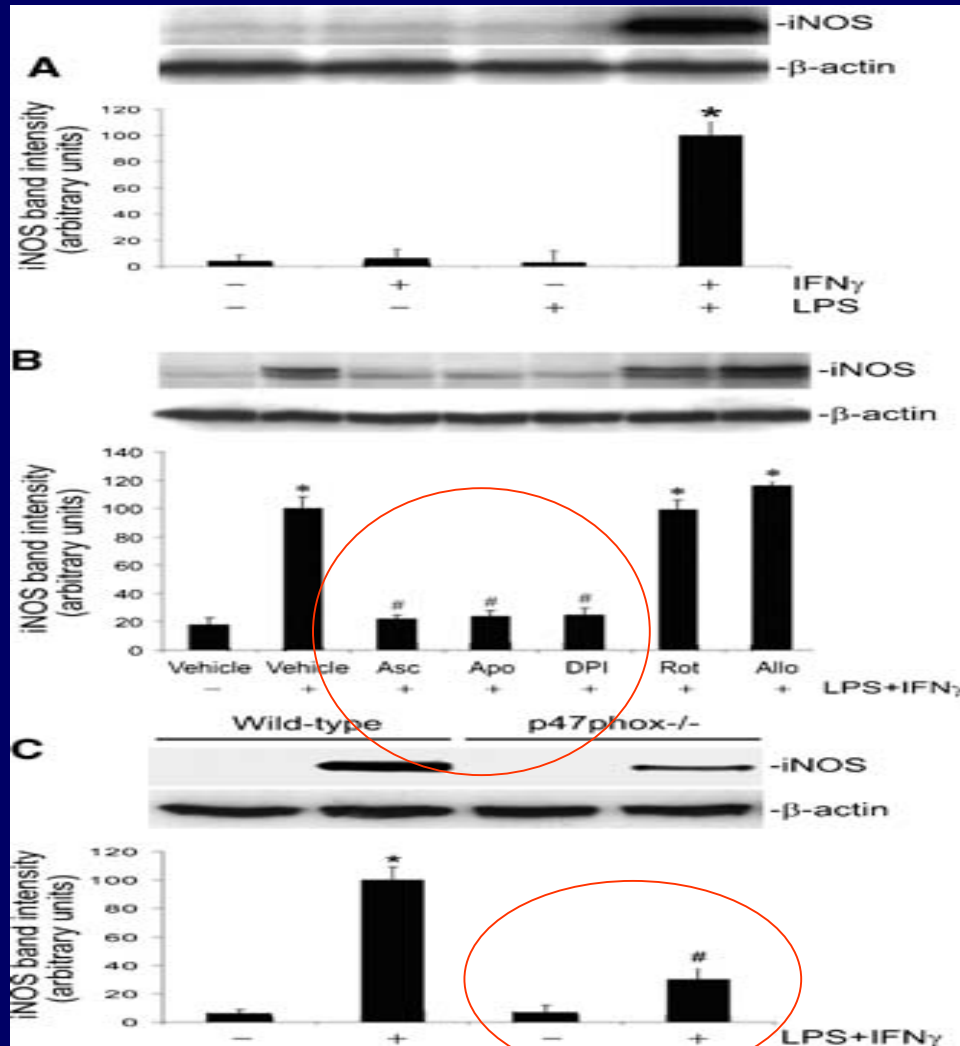 -iNOS
A
-β-actin
iNOS band intensity
(arbitrary units)
120
100
80
60
40
20
0
*
− + − + IFNγ
− − + + LPS
B
-iNOS
-β-actin
iNOS band intensity
(arbitrary units)
140
120
100
80
60
40
20
0
* # # # * *
Vehicle Vehicle Asc Apo DPI Rot Allo
− + + + + + + LPS+IFNγ
Wild-type p47phox-/-
C
-iNOS
-β-actin
iNOS band intensity
(arbitrary units)
120
100
80
60
40
20
0
* #
− + − + LPS+IFNγ